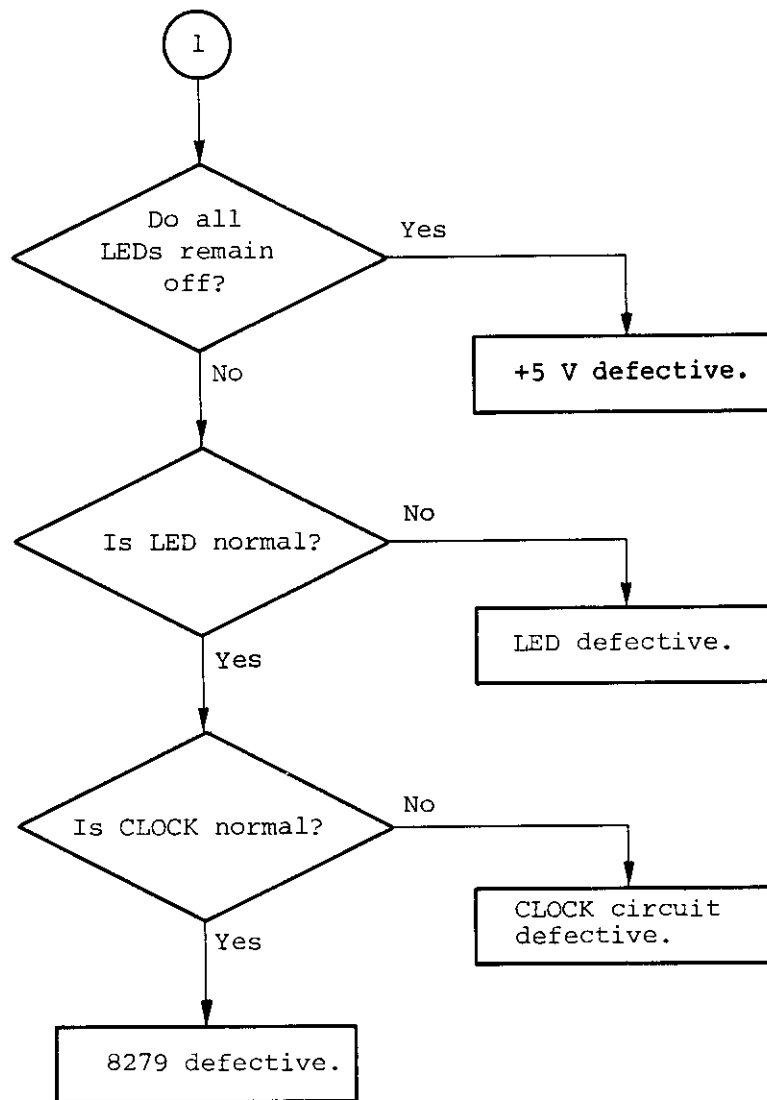 1
Do all
LEDs remain
off?
Yes
+5 V defective.
No
Is LED normal?
No
LED defective.
Yes
Is CLOCK normal?
No
CLOCK circuit
defective.
Yes
8279 defective.